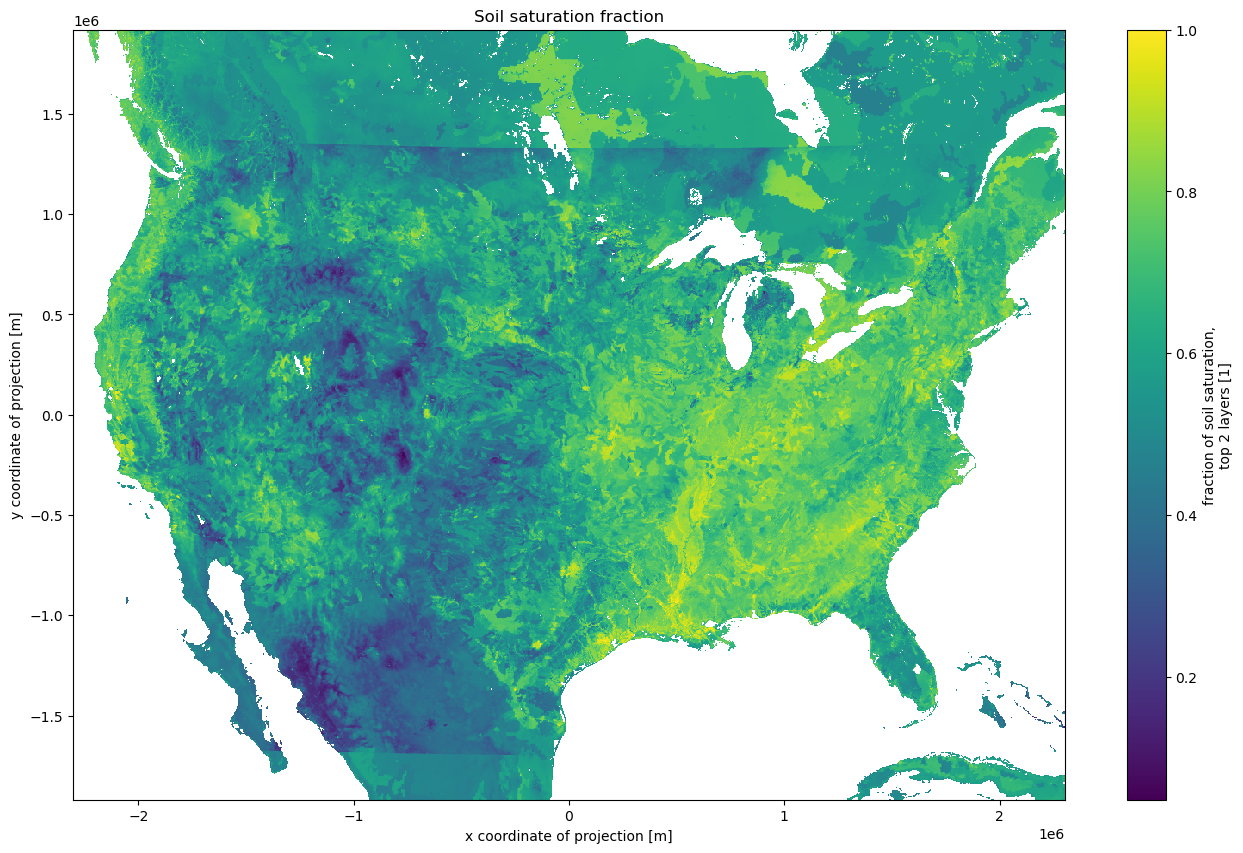 Soil saturation fraction
1e6
1.5
1.0
0.5
0.0
−0.5
−1.0
−1.5
y coordinate of projection [m]
−2
−1
0
1
2
1e6
x coordinate of projection [m]
1.0
0.8
0.6
0.4
0.2
fraction of soil saturation,
top 2 layers [1]